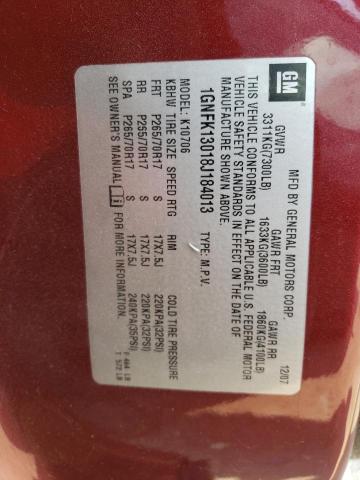 GM
MFD BY GENERAL MOTORS CORP. 12/07
GVWR GAWR FRT GAWR RR
3311KG(7300LB) 1633KG(3600LB) 1860KG(4100LB)
THIS VEHICLE CONFORMS TO ALL APPLICABLE U.S. FEDERAL MOTOR
VEHICLE SAFETY STANDARDS IN EFFECT ON THE DATE OF
MANUFACTURE SHOWN ABOVE.
1GNFK13018J184013 TYPE: M.P.V.
MODEL: K10706
KBHW TIRE SIZE SPEED RTG RIM COLD TIRE PRESSURE
FRT P265/70R17 S 17X7.5J 220KPA(32PSI)
RR P265/70R17 S 17X7.5J 220KPA(32PSI)
SPA P265/70R17 S 17X7.5J 240KPA(35PSI)
SEE OWNER'S MANUAL FOR MORE INFORMATION
F 464 LB
T 572 LB